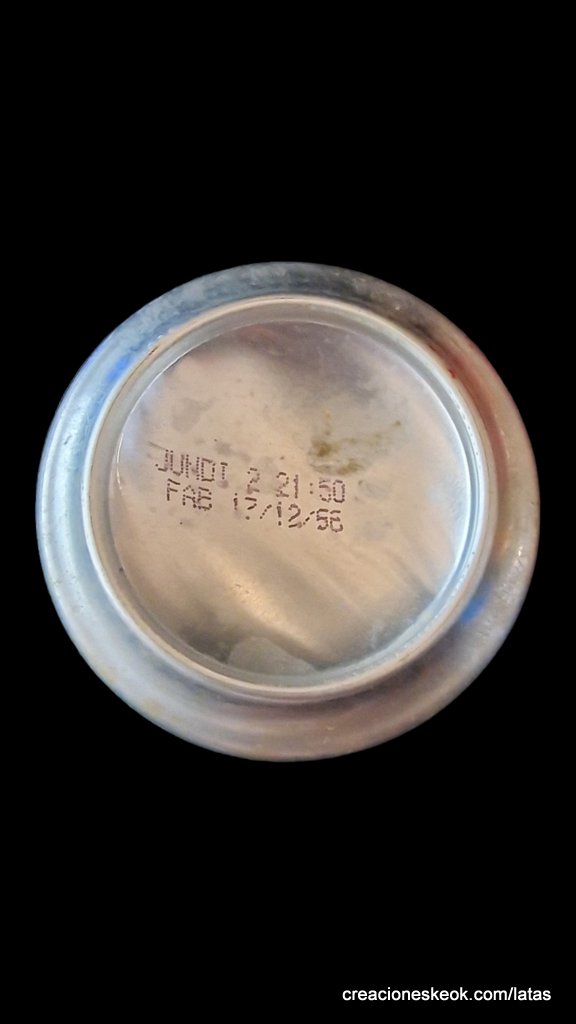 JUNDI 2 21:50
FAB 17/12/56
creacioneskeok.com/latas